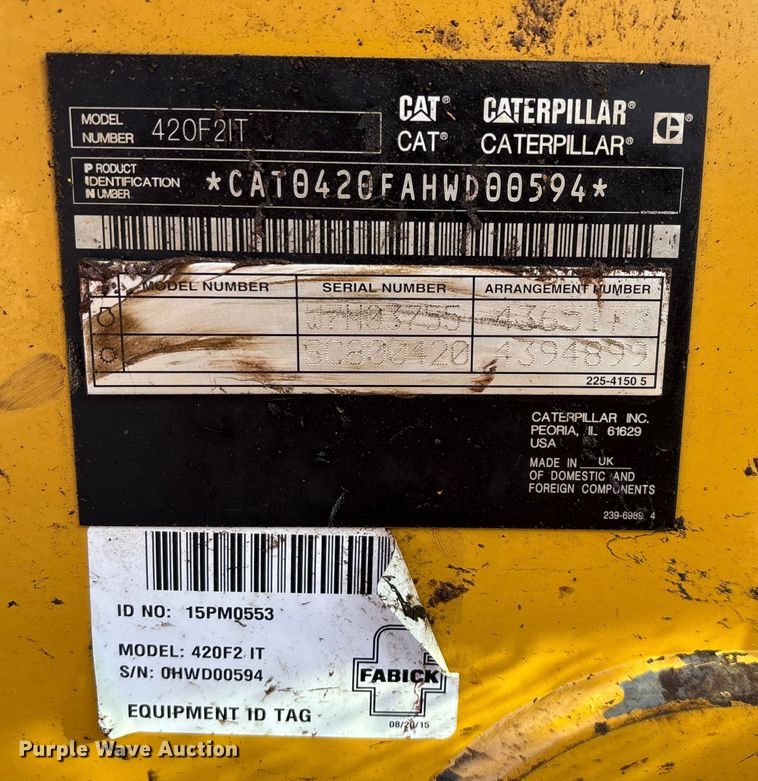 CAT® CATERPILLAR®
CAT® CATERPILLAR®
MODEL NUMBER 420F2IT
PRODUCT IDENTIFICATION NUMBER *CAT0420FAHWD00594*
MODEL NUMBER SERIAL NUMBER ARRANGEMENT NUMBER
W7H03755
SC800420 4394899
225-4150 5
CATERPILLAR INC.
PEORIA, IL 61629
USA
MADE IN UK
OF DOMESTIC AND
FOREIGN COMPONENTS
239-6989 4
ID NO: 15PM0553
MODEL: 420F2 IT
S/N: 0HWD00594
FABICK
EQUIPMENT ID TAG
08/20/15
Purple Wave Auction